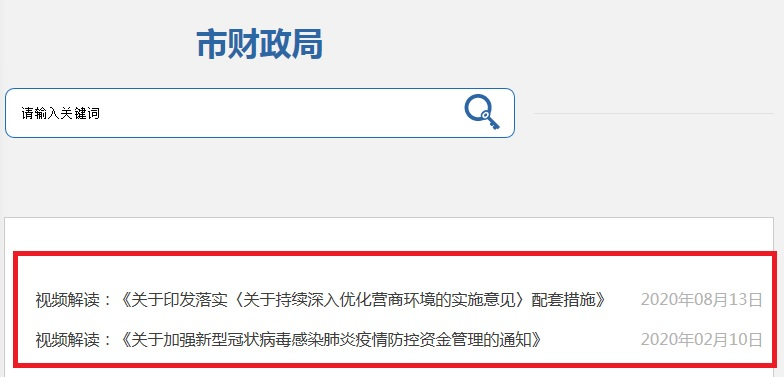 市财政局
请输入关键词
视频解读：《关于印发落实〈关于持续深入优化营商环境的实施意见〉配套措施》 2020年08月13日
视频解读：《关于加强新型冠状病毒感染肺炎疫情防控资金管理的通知》 2020年02月10日